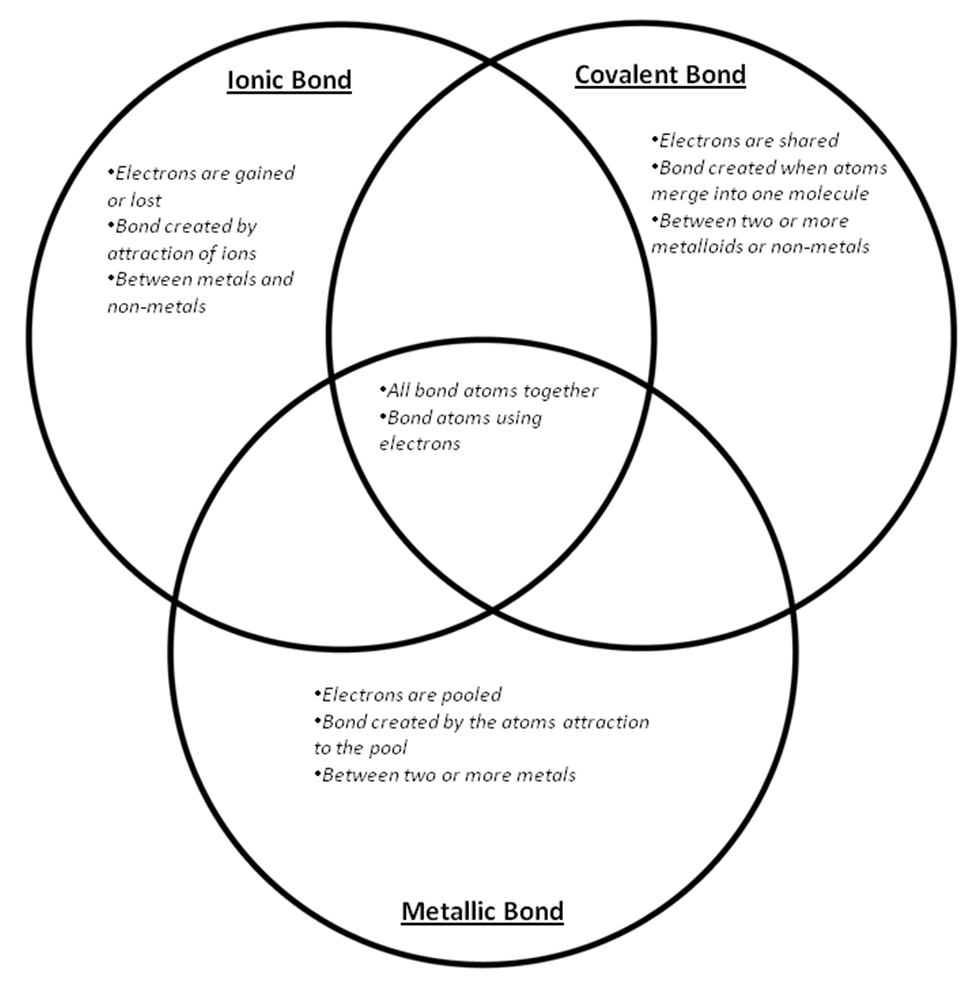 Ionic Bond
•Electrons are gained
or lost
•Bond created by
attraction of ions
•Between metals and
non-metals
Covalent Bond
•Electrons are shared
•Bond created when atoms
merge into one molecule
•Between two or more
metalloids or non-metals
•All bond atoms together
•Bond atoms using
electrons
•Electrons are pooled
•Bond created by the atoms attraction
to the pool
•Between two or more metals
Metallic Bond